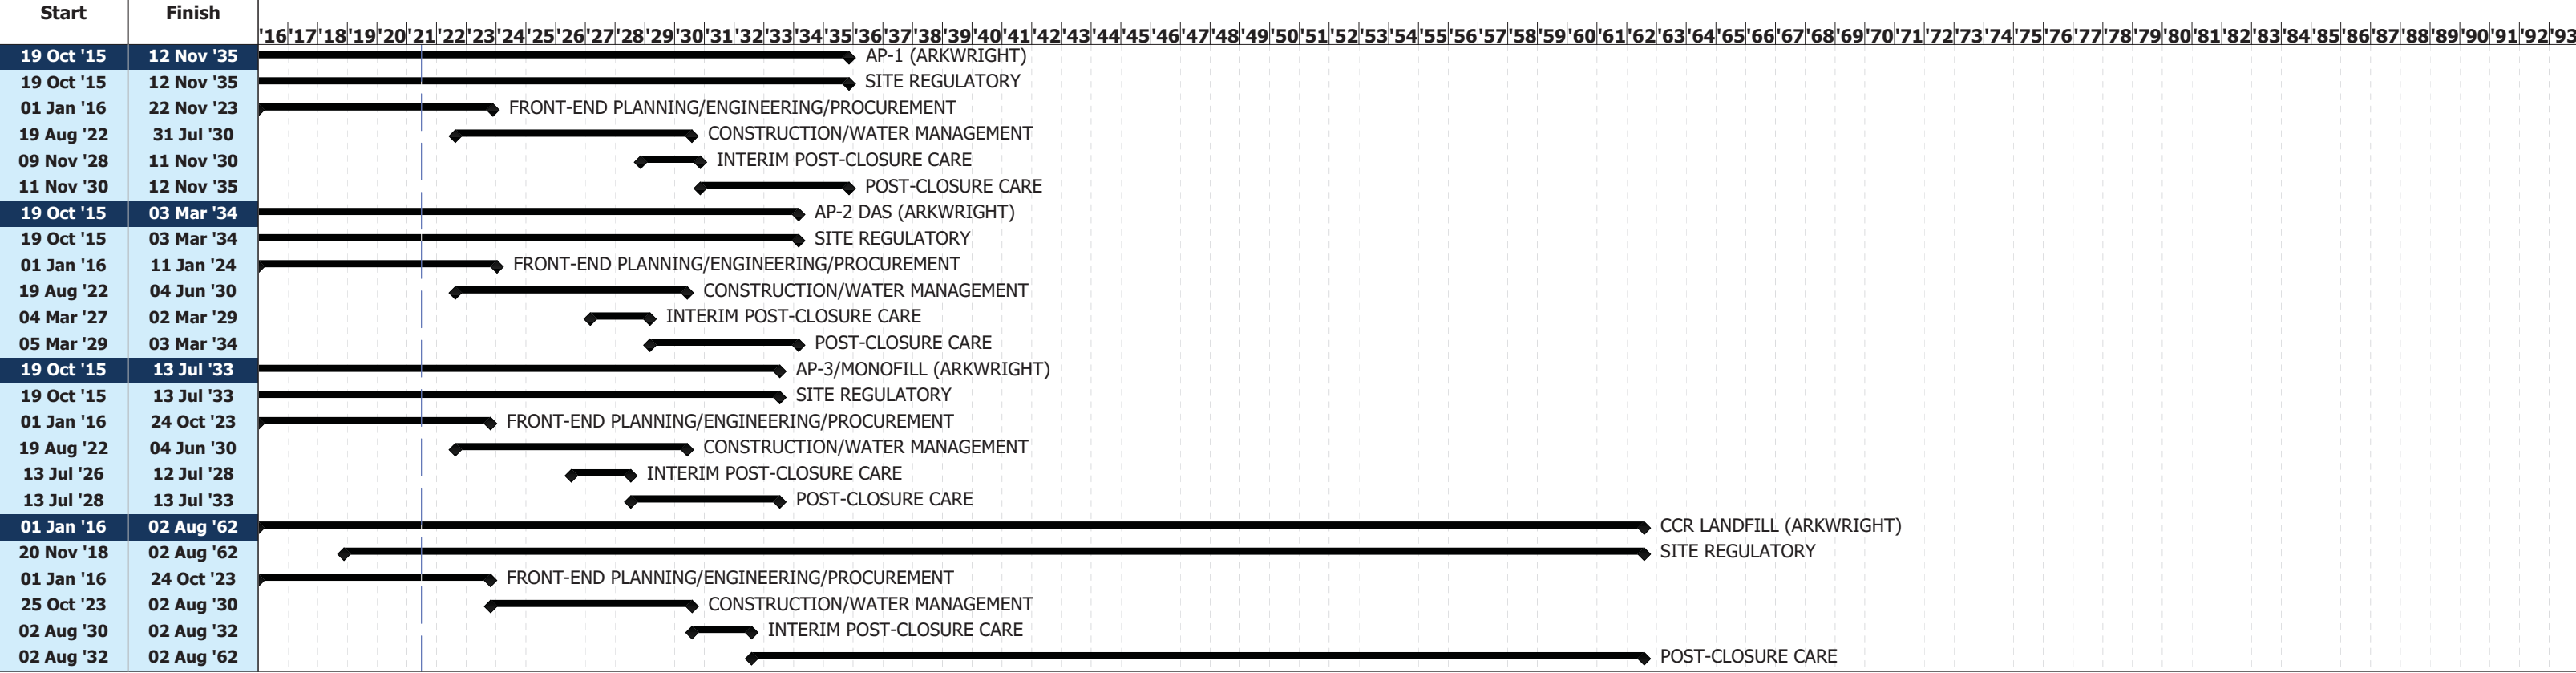 Start Finish
'16 '17 '18 '19 '20 '21 '22 '23 '24 '25 '26 '27 '28 '29 '30 '31 '32 '33 '34 '35 '36 '37 '38 '39 '40 '41 '42 '43 '44 '45 '46 '47 '48 '49 '50 '51 '52 '53 '54 '55 '56 '57 '58 '59 '60 '61 '62 '63 '64 '65 '66 '67 '68 '69 '70 '71 '72 '73 '74 '75 '76 '77 '78 '79 '80 '81 '82 '83 '84 '85 '86 '87 '88 '89 '90 '91 '92 '93
19 Oct '15 12 Nov '35 AP-1 (ARKWRIGHT)
19 Oct '15 12 Nov '35 SITE REGULATORY
01 Jan '16 22 Nov '23 FRONT-END PLANNING/ENGINEERING/PROCUREMENT
19 Aug '22 31 Jul '30 CONSTRUCTION/WATER MANAGEMENT
09 Nov '28 11 Nov '30 INTERIM POST-CLOSURE CARE
11 Nov '30 12 Nov '35 POST-CLOSURE CARE
19 Oct '15 03 Mar '34 AP-2 DAS (ARKWRIGHT)
19 Oct '15 03 Mar '34 SITE REGULATORY
01 Jan '16 11 Jan '24 FRONT-END PLANNING/ENGINEERING/PROCUREMENT
19 Aug '22 04 Jun '30 CONSTRUCTION/WATER MANAGEMENT
04 Mar '27 02 Mar '29 INTERIM POST-CLOSURE CARE
05 Mar '29 03 Mar '34 POST-CLOSURE CARE
19 Oct '15 13 Jul '33 AP-3/MONOFILL (ARKWRIGHT)
19 Oct '15 13 Jul '33 SITE REGULATORY
01 Jan '16 24 Oct '23 FRONT-END PLANNING/ENGINEERING/PROCUREMENT
19 Aug '22 04 Jun '30 CONSTRUCTION/WATER MANAGEMENT
13 Jul '26 12 Jul '28 INTERIM POST-CLOSURE CARE
13 Jul '28 13 Jul '33 POST-CLOSURE CARE
01 Jan '16 02 Aug '62 CCR LANDFILL (ARKWRIGHT)
20 Nov '18 02 Aug '62 SITE REGULATORY
01 Jan '16 24 Oct '23 FRONT-END PLANNING/ENGINEERING/PROCUREMENT
25 Oct '23 02 Aug '30 CONSTRUCTION/WATER MANAGEMENT
02 Aug '30 02 Aug '32 INTERIM POST-CLOSURE CARE
02 Aug '32 02 Aug '62 POST-CLOSURE CARE